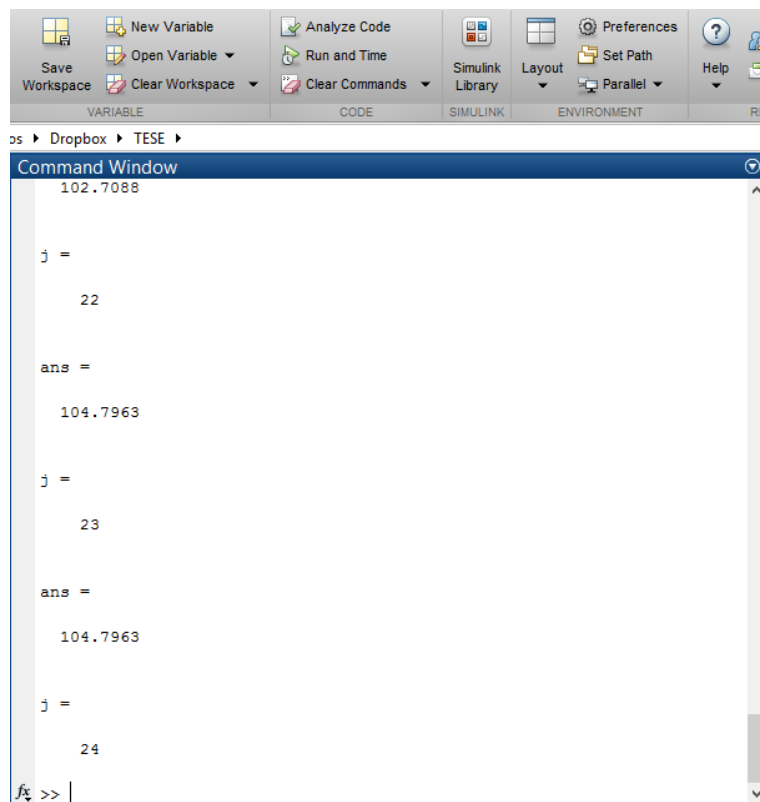 New Variable
Analyze Code
Preferences
Open Variable
Run and Time
Set Path
Save Workspace
Clear Workspace
Clear Commands
Simulink Library
Layout
Parallel
Help
VARIABLE
CODE
SIMULINK
ENVIRONMENT
os ▸ Dropbox ▸ TESE ▸
Command Window
102.7088
j =
22
ans =
104.7963
j =
23
ans =
104.7963
j =
24
fx >>